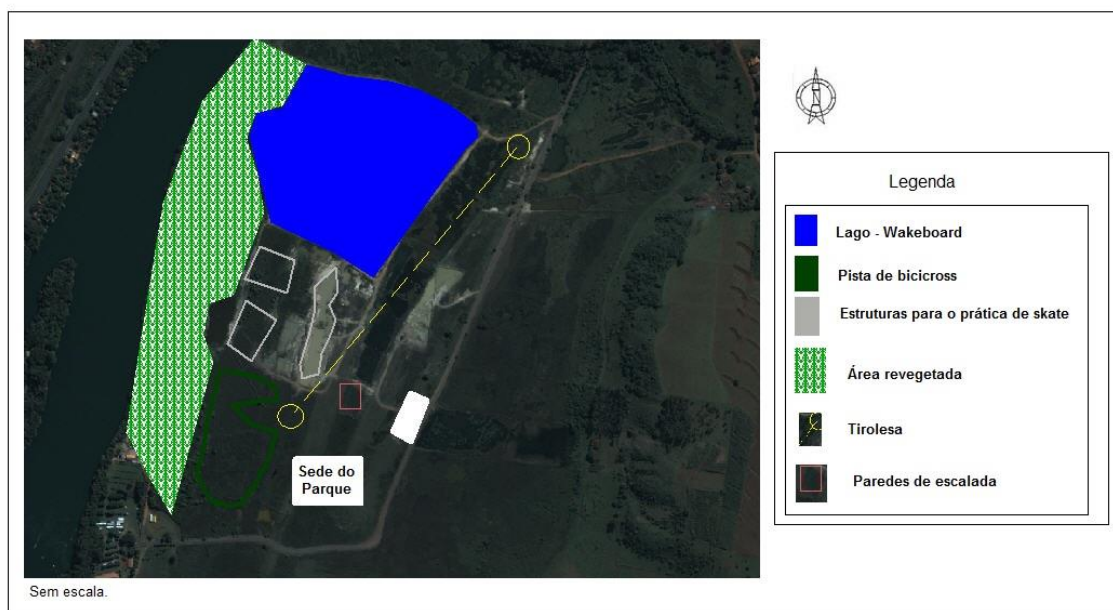 Sede do
Parque
Sem escala.
N
Legenda
Lago - Wakeboard
Pista de bicicross
Estruturas para o prática de skate
Área revegetada
Tirolesa
Paredes de escalada